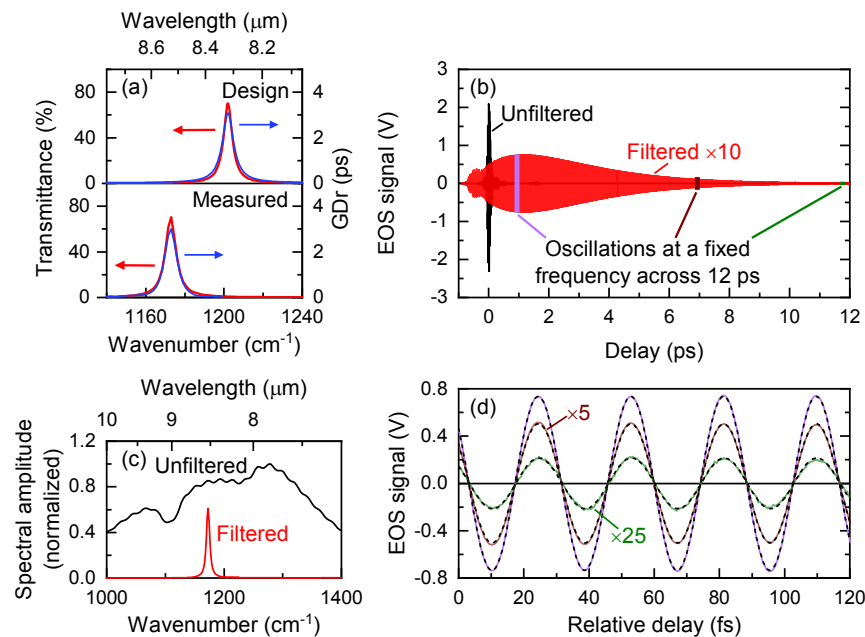 Wavelength (μm)
8.6 8.4 8.2
(a)
Design
80
40
0
4
2
0
Measured
80
40
0
4
2
0
Transmittance (%)
GDr (ps)
1160 1200 1240
Wavenumber (cm⁻¹)
(b)
3
2
1
0
-1
-2
-3
EOS signal (V)
Unfiltered
Filtered ×10
Oscillations at a fixed
frequency across 12 ps
0 2 4 6 8 10 12
Delay (ps)
Wavelength (μm)
10 9 8
(c)
1.2
0.8
0.4
0.0
Spectral amplitude
(normalized)
Unfiltered
Filtered
1000 1200 1400
Wavenumber (cm⁻¹)
(d)
0.8
0.4
0.0
-0.4
-0.8
EOS signal (V)
×5
×25
0 20 40 60 80 100 120
Relative delay (fs)